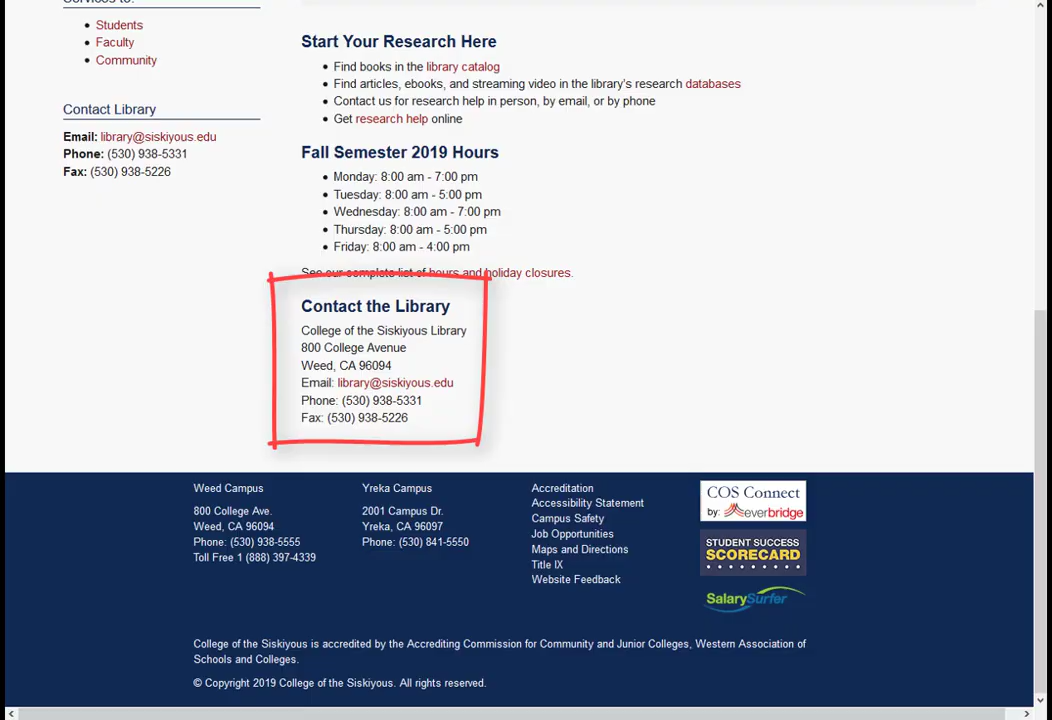 Services to:
Students
Faculty
Community
Contact Library
Email: library@siskiyous.edu
Phone: (530) 938-5331
Fax: (530) 938-5226
Start Your Research Here
Find books in the library catalog
Find articles, ebooks, and streaming video in the library's research databases
Contact us for research help in person, by email, or by phone
Get research help online
Fall Semester 2019 Hours
Monday: 8:00 am - 7:00 pm
Tuesday: 8:00 am - 5:00 pm
Wednesday: 8:00 am - 7:00 pm
Thursday: 8:00 am - 5:00 pm
Friday: 8:00 am - 4:00 pm
See our complete list of hours and holiday closures.
Contact the Library
College of the Siskiyous Library
800 College Avenue
Weed, CA 96094
Email: library@siskiyous.edu
Phone: (530) 938-5331
Fax: (530) 938-5226
Weed Campus
800 College Ave.
Weed, CA 96094
Phone: (530) 938-5555
Toll Free 1 (888) 397-4339
Yreka Campus
2001 Campus Dr.
Yreka, CA 96097
Phone: (530) 841-5550
Accreditation
Accessibility Statement
Campus Safety
Job Opportunities
Maps and Directions
Title IX
Website Feedback
COS Connect
by: everbridge
STUDENT SUCCESS
SCORECARD
SalarySurfer
College of the Siskiyous is accredited by the Accrediting Commission for Community and Junior Colleges, Western Association of
Schools and Colleges.
© Copyright 2019 College of the Siskiyous. All rights reserved.